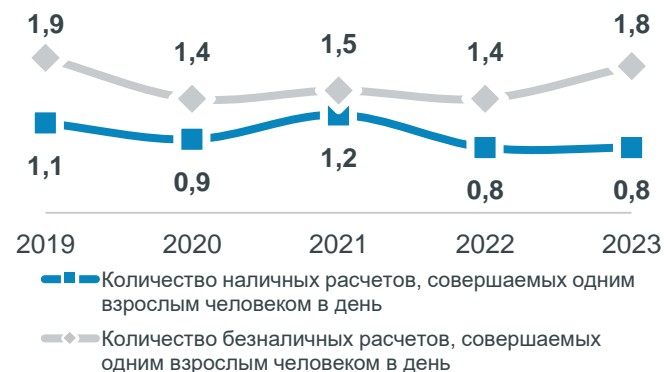 1,9
1,4
1,5
1,4
1,8
1,1
0,9
1,2
0,8
0,8
2019 2020 2021 2022 2023
Количество наличных расчетов, совершаемых одним
взрослым человеком в день
Количество безналичных расчетов, совершаемых
одним взрослым человеком в день